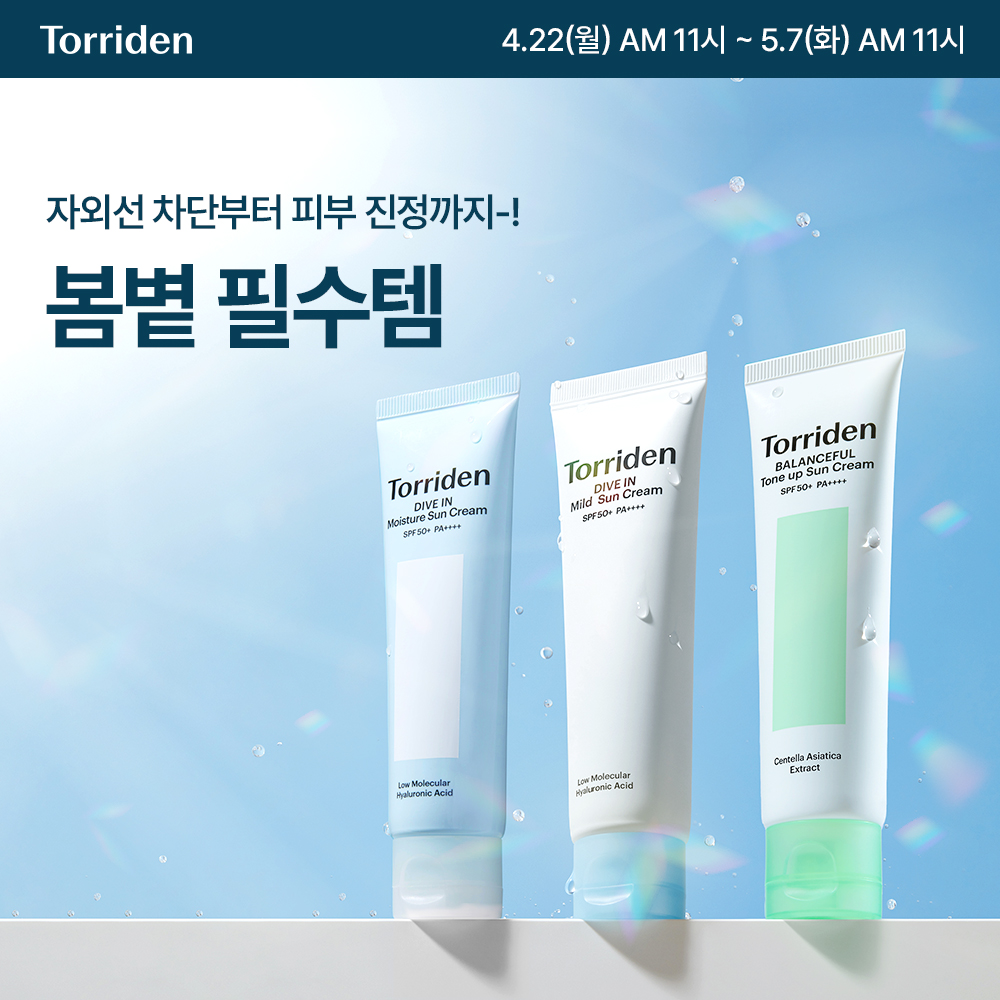 Torriden
4.22(월) AM 11시 ~ 5.7(화) AM 11시
자외선 차단부터 피부 진정까지-!
봄볕 필수템
Torriden
DIVE IN
Moisture Sun Cream
SPF50+ PA++++
Low Molecular
Hyaluronic Acid
Torriden
DIVE IN
Mild Sun Cream
SPF50+ PA++++
Low Molecular
Hyaluronic Acid
Torriden
BALANCEFUL
Tone up Sun Cream
SPF50+ PA++++
Centella Asiatica
Extract